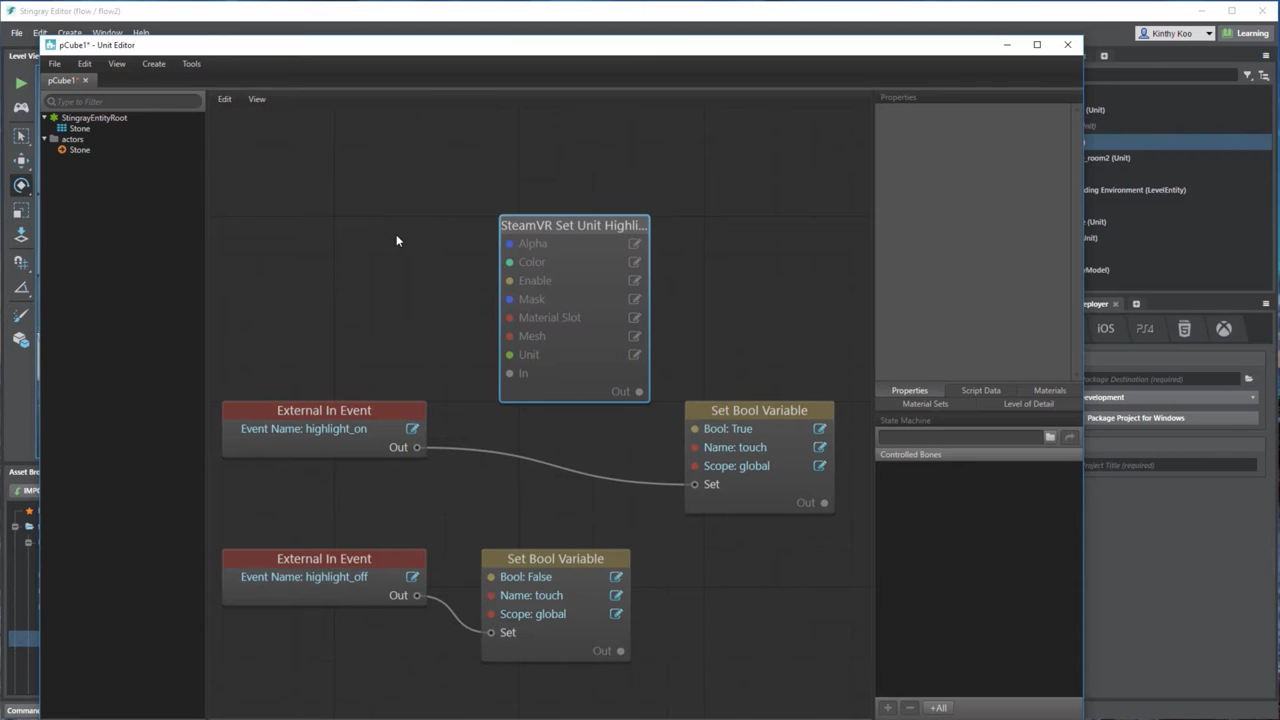 Stingray Editor (flow / flow2)
File Edit Create Window Help
Kinthy Koo
Learning
Level Vie
pCube1* - Unit Editor
File Edit View Create Tools
pCube1*
Type to Filter
StingrayEntityRoot
Stone
actors
Stone
Edit View
SteamVR Set Unit Highli...
Alpha
Color
Enable
Mask
Material Slot
Mesh
Unit
In
Out
External In Event
Event Name: highlight_on
Out
Set Bool Variable
Bool: True
Name: touch
Scope: global
Set
Out
External In Event
Event Name: highlight_off
Out
Set Bool Variable
Bool: False
Name: touch
Scope: global
Set
Out
Properties
Properties Script Data Materials
Material Sets Level of Detail
State Machine
Controlled Bones
+All
(Unit)
_room2 (Unit)
ding Environment (LevelEntity)
e (Unit)
(Unit)
Model)
eployer
iOS PS4
Package Destination (required)
evelopment
Package Project for Windows
Project Title (required)
Asset Bro
IMPO
Command